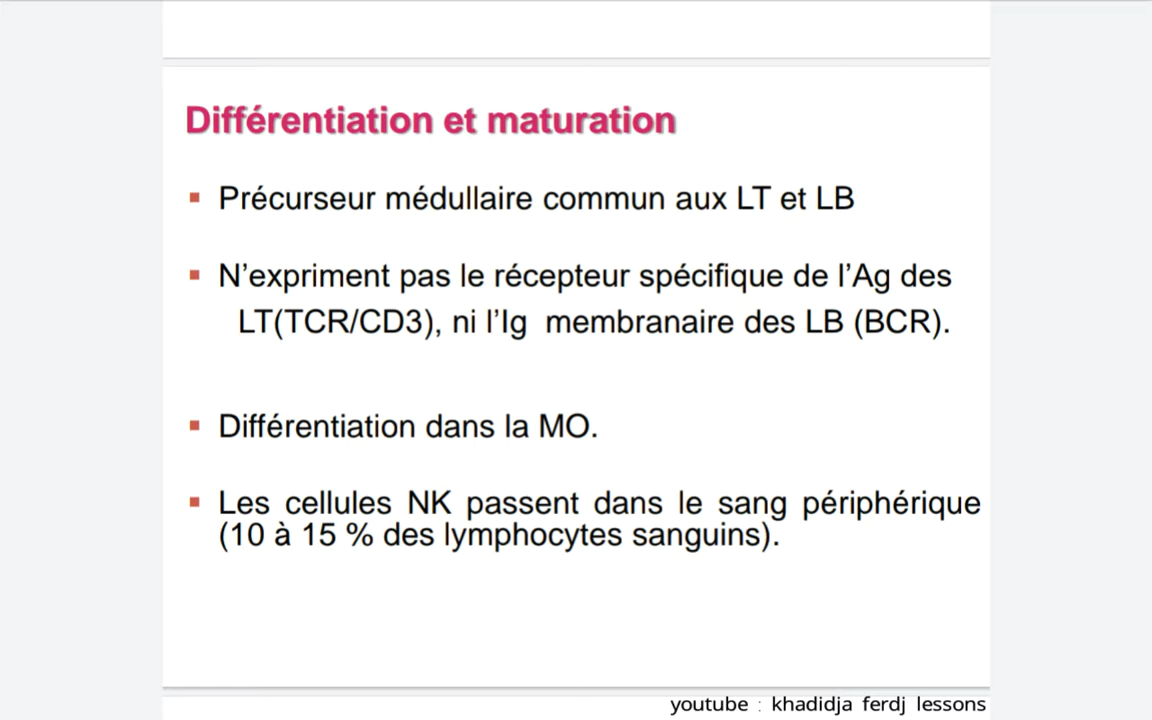 Différentiation et maturation
▪ Précurseur médullaire commun aux LT et LB
▪ N’expriment pas le récepteur spécifique de l’Ag des
LT(TCR/CD3), ni l’Ig membranaire des LB (BCR).
▪ Différentiation dans la MO.
▪ Les cellules NK passent dans le sang périphérique
(10 à 15 % des lymphocytes sanguins).
youtube : khadidja ferdj lessons